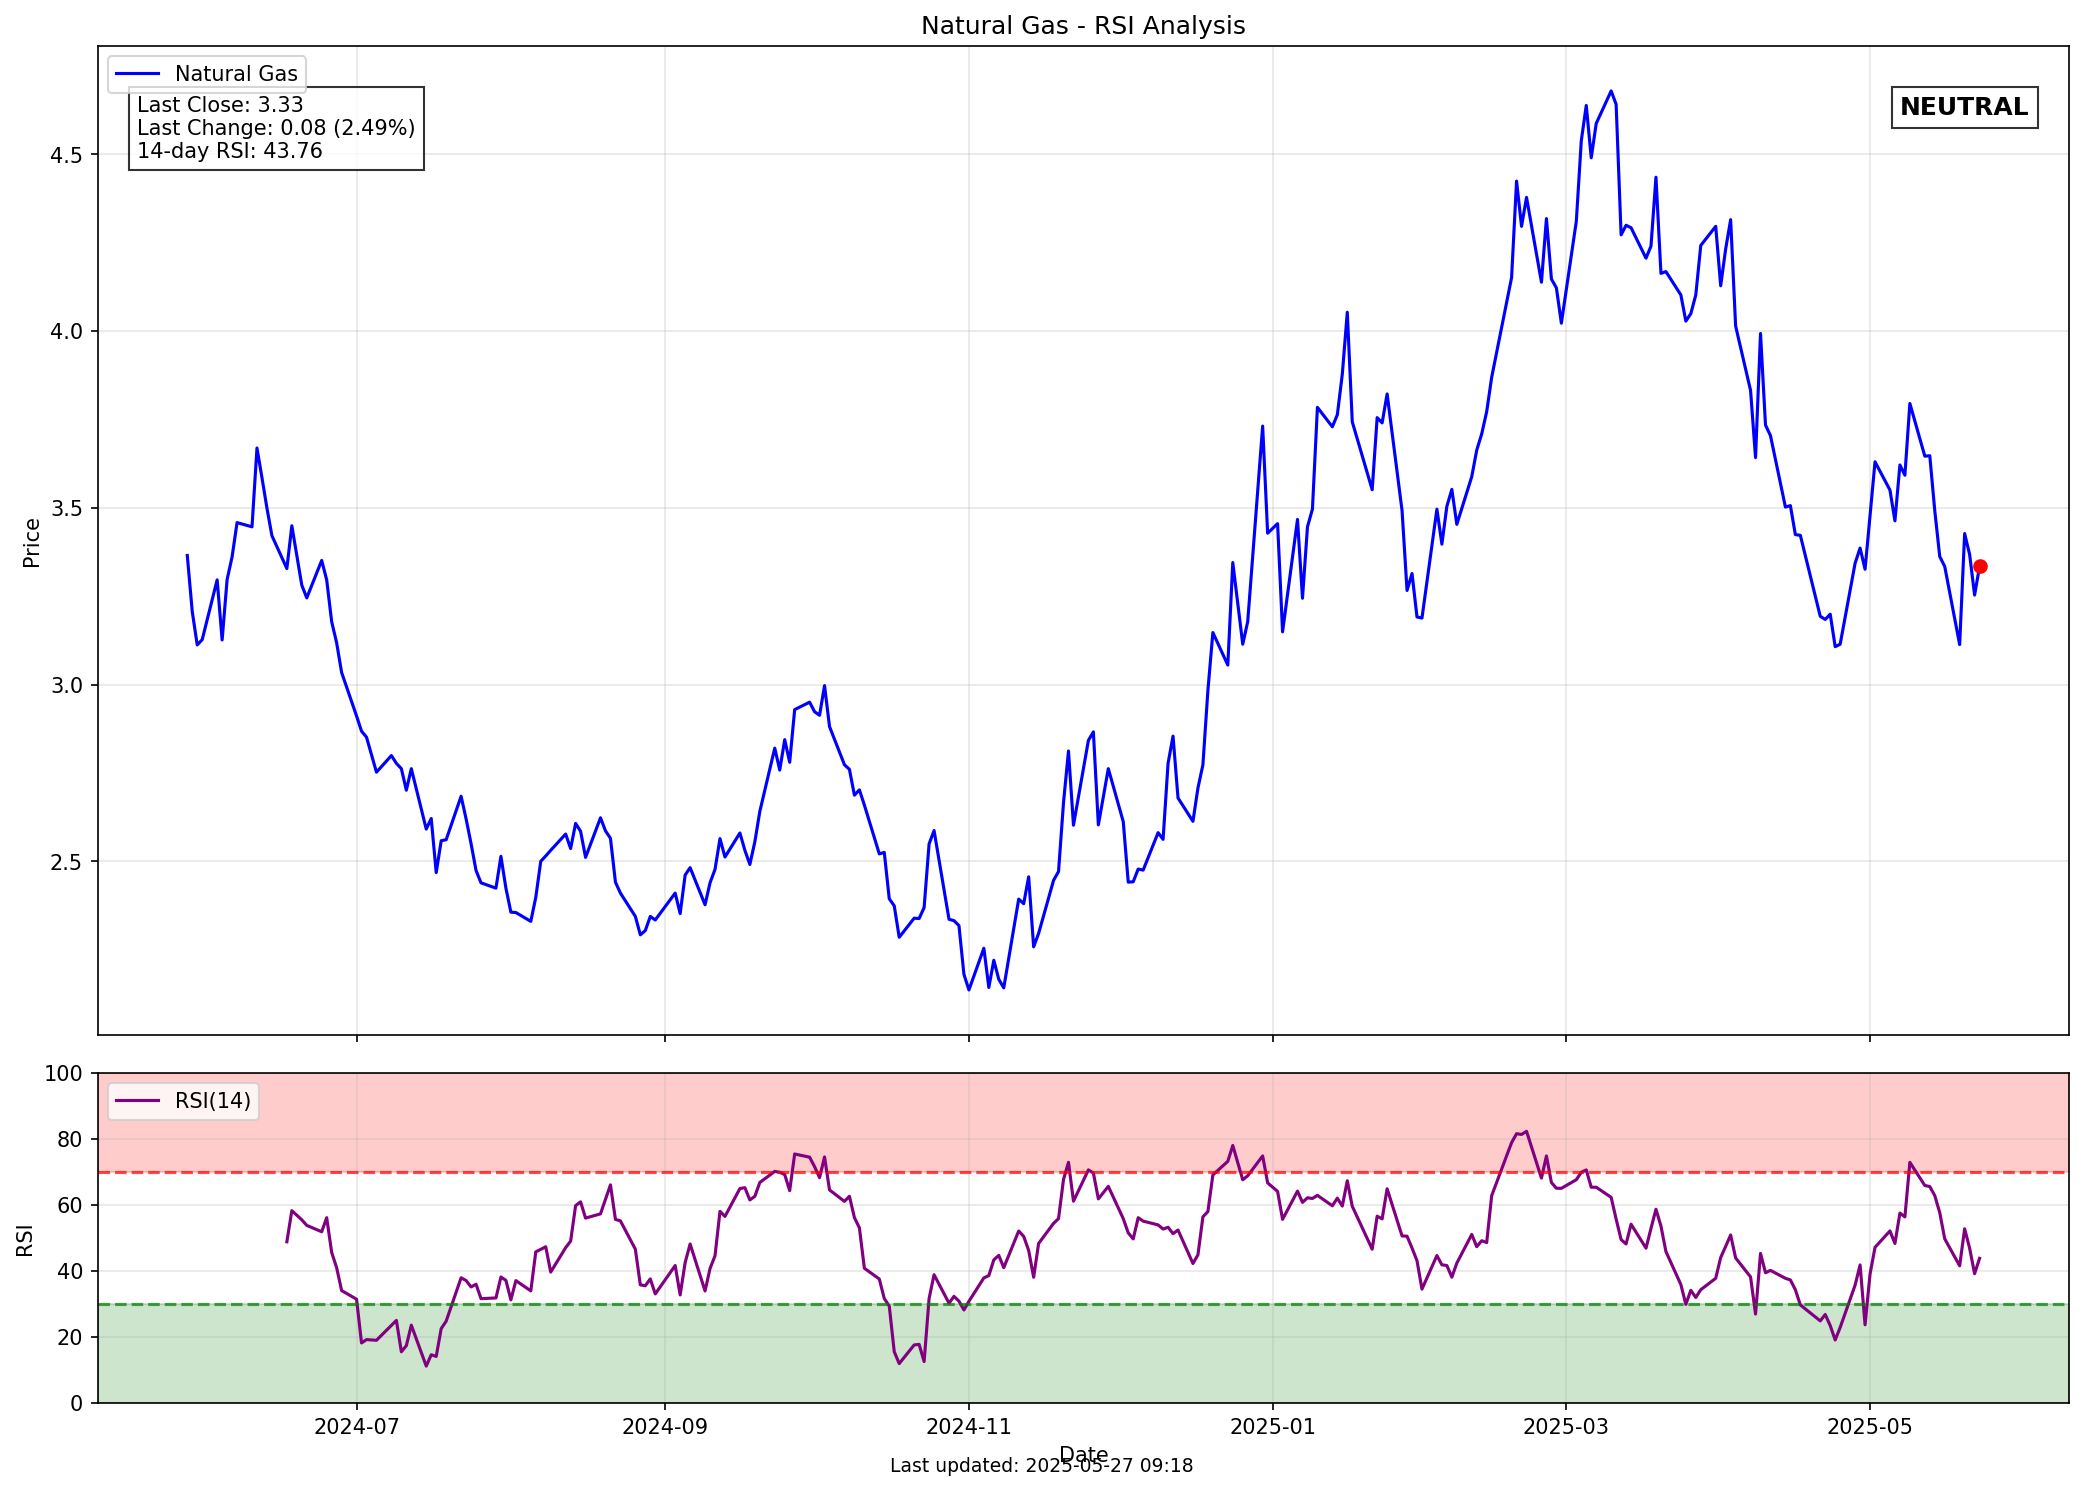 Natural Gas - RSI Analysis
Natural Gas
Last Close: 3.33
Last Change: 0.08 (2.49%)
14-day RSI: 43.76
NEUTRAL
Price
4.5
4.0
3.5
3.0
2.5
RSI(14)
RSI
100
80
60
40
20
0
2024-07
2024-09
2024-11
2025-01
2025-03
2025-05
Date
Last updated: 2025-05-27 09:18